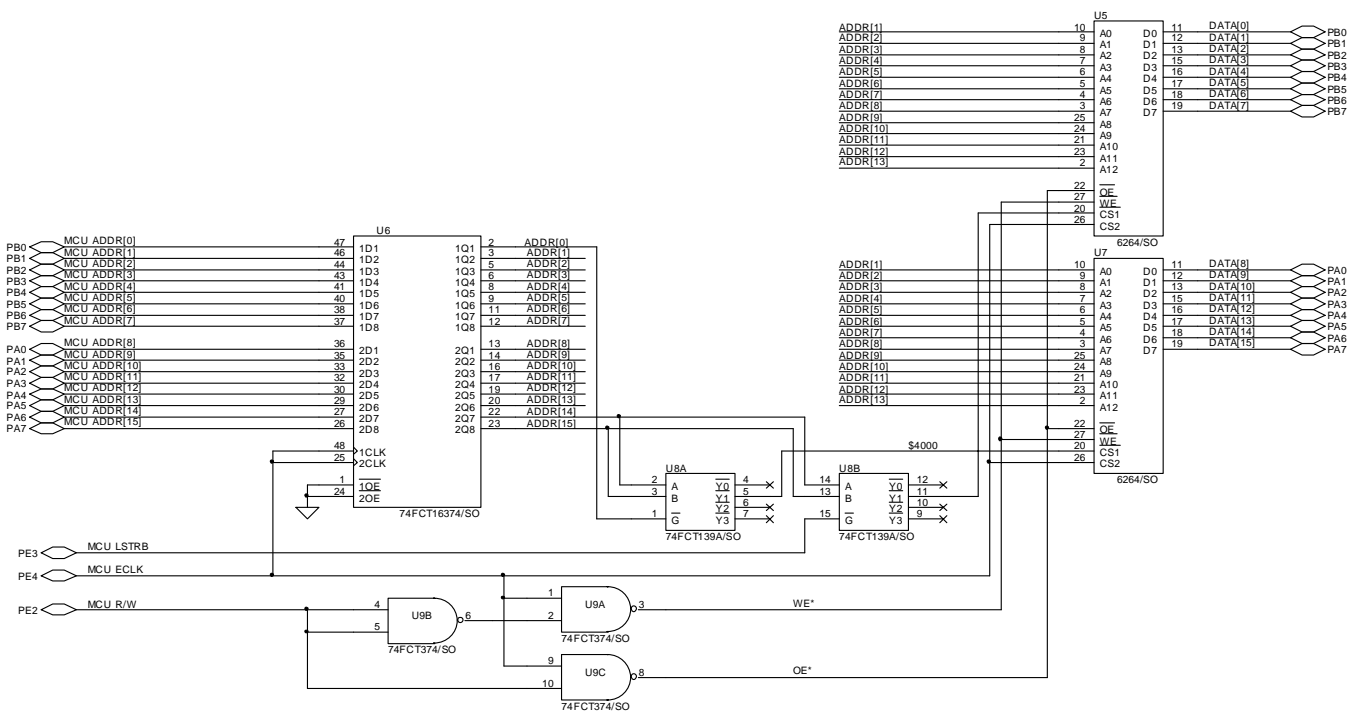 U5
ADDR[1] 10 A0 D0 11 DATA[0] PB0
ADDR[2] 9 A1 D1 12 DATA[1] PB1
ADDR[3] 8 A2 D2 13 DATA[2] PB2
ADDR[4] 7 A3 D3 15 DATA[3] PB3
ADDR[5] 6 A4 D4 16 DATA[4] PB4
ADDR[6] 5 A5 D5 17 DATA[5] PB5
ADDR[7] 4 A6 D6 18 DATA[6] PB6
ADDR[8] 3 A7 D7 19 DATA[7] PB7
ADDR[9] 25 A8
ADDR[10] 24 A9
ADDR[11] 21 A10
ADDR[12] 23 A11
ADDR[13] 2 A12
22 OE
27 WE
20 CS1
26 CS2
6264/SO
U6
PB0 MCU ADDR[0] 47 1D1 1Q1 2 ADDR[0]
PB1 MCU ADDR[1] 46 1D2 1Q2 3 ADDR[1]
PB2 MCU ADDR[2] 44 1D3 1Q3 5 ADDR[2]
PB3 MCU ADDR[3] 43 1D4 1Q4 6 ADDR[3]
PB4 MCU ADDR[4] 41 1D5 1Q5 8 ADDR[4]
PB5 MCU ADDR[5] 40 1D6 1Q6 9 ADDR[5]
PB6 MCU ADDR[6] 38 1D7 1Q7 11 ADDR[6]
PB7 MCU ADDR[7] 37 1D8 1Q8 12 ADDR[7]
PA0 MCU ADDR[8] 36 2D1 2Q1 13 ADDR[8]
PA1 MCU ADDR[9] 35 2D2 2Q2 14 ADDR[9]
PA2 MCU ADDR[10] 33 2D3 2Q3 16 ADDR[10]
PA3 MCU ADDR[11] 32 2D4 2Q4 17 ADDR[11]
PA4 MCU ADDR[12] 30 2D5 2Q5 19 ADDR[12]
PA5 MCU ADDR[13] 29 2D6 2Q6 20 ADDR[13]
PA6 MCU ADDR[14] 27 2D7 2Q7 22 ADDR[14]
PA7 MCU ADDR[15] 26 2D8 2Q8 23 ADDR[15]
48 1CLK
25 2CLK
1 1OE
24 2OE
74FCT16374/SO
U7
ADDR[1] 10 A0 D0 11 DATA[8] PA0
ADDR[2] 9 A1 D1 12 DATA[9] PA1
ADDR[3] 8 A2 D2 13 DATA[10] PA2
ADDR[4] 7 A3 D3 15 DATA[11] PA3
ADDR[5] 6 A4 D4 16 DATA[12] PA4
ADDR[6] 5 A5 D5 17 DATA[13] PA5
ADDR[7] 4 A6 D6 18 DATA[14] PA6
ADDR[8] 3 A7 D7 19 DATA[15] PA7
ADDR[9] 25 A8
ADDR[10] 24 A9
ADDR[11] 21 A10
ADDR[12] 23 A11
ADDR[13] 2 A12
22 OE
27 WE
$4000 20 CS1
26 CS2
6264/SO
U8A
2 A Y0 4
3 B Y1 5
Y2 6
1 G Y3 7
74FCT139A/SO
U8B
14 A Y0 12
13 B Y1 11
Y2 10
15 G Y3 9
74FCT139A/SO
PE3 MCU LSTRB
PE4 MCU ECLK
PE2 MCU R/W
4 5 U9B 6
74FCT374/SO
1 2 U9A 3 WE*
74FCT374/SO
9 10 U9C 8 OE*
74FCT374/SO